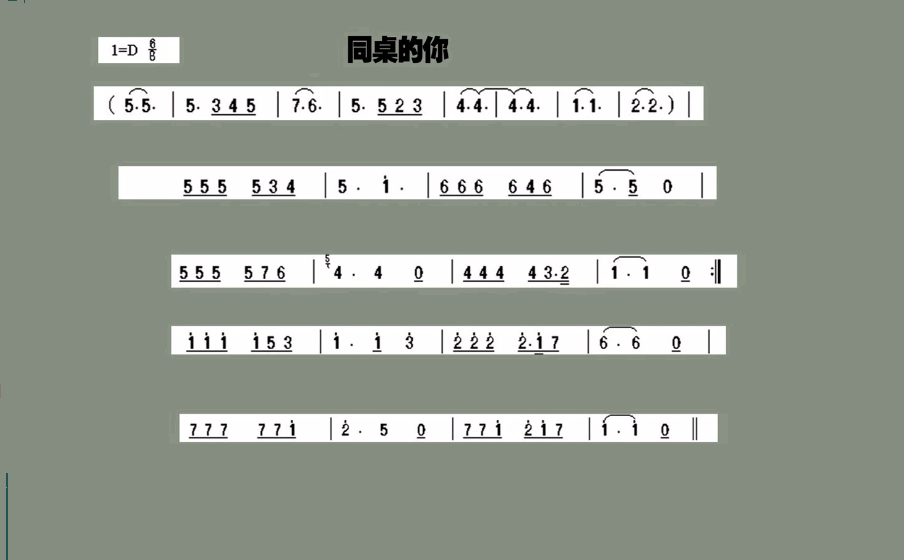 1=D 6/8 同桌的你
( 5·5· | 5· 3 4 5 | 7·6· | 5· 5 2 3 | 4·4· | 4·4· | 1·1· | 2·2· ) |
5 5 5 5 3 4 | 5 · i · | 6 6 6 6 4 6 | 5 · 5 0 |
5 5 5 5 7 6 | 5 4 · 4 0 | 4 4 4 4 3·2 | 1 · 1 0 :||
i i i i 5 3 | i · i 3̇ | 2̇ 2̇ 2̇ 2̇·i 7 | 6 · 6 0 |
7 7 7 7 7 i | 2̇ · 5 0 | 7 7 i 2̇ i 7 | i · i 0 ||